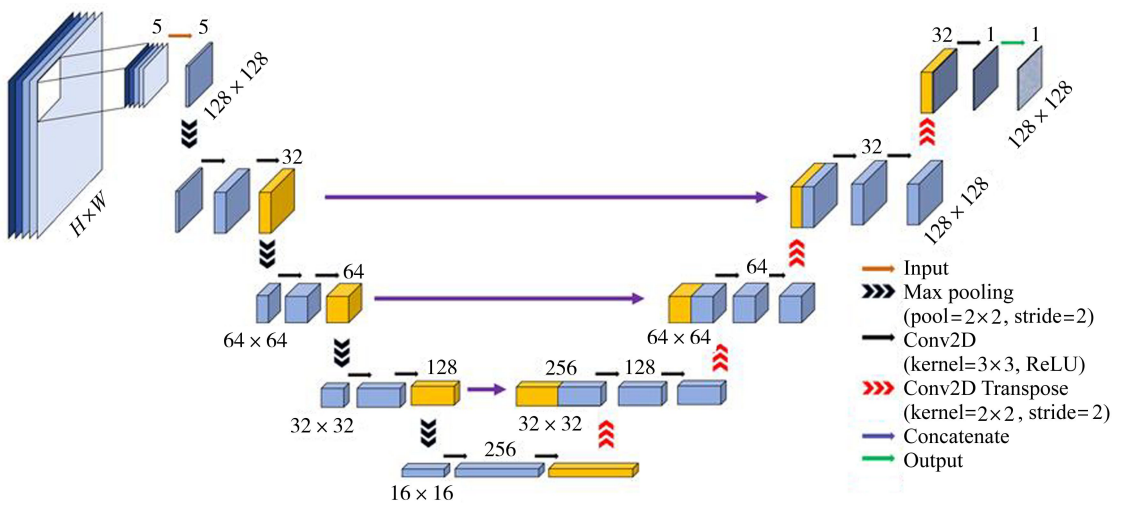 5 5
128 × 128
H×W
32
64
64 × 64
128
32 × 32
256
16 × 16
256 128
32 × 32
64
64 × 64
32
128 × 128
32 1 1
128 × 128
Input
Max pooling
(pool=2×2, stride=2)
Conv2D
(kernel=3×3, ReLU)
Conv2D Transpose
(kernel=2×2, stride=2)
Concatenate
Output